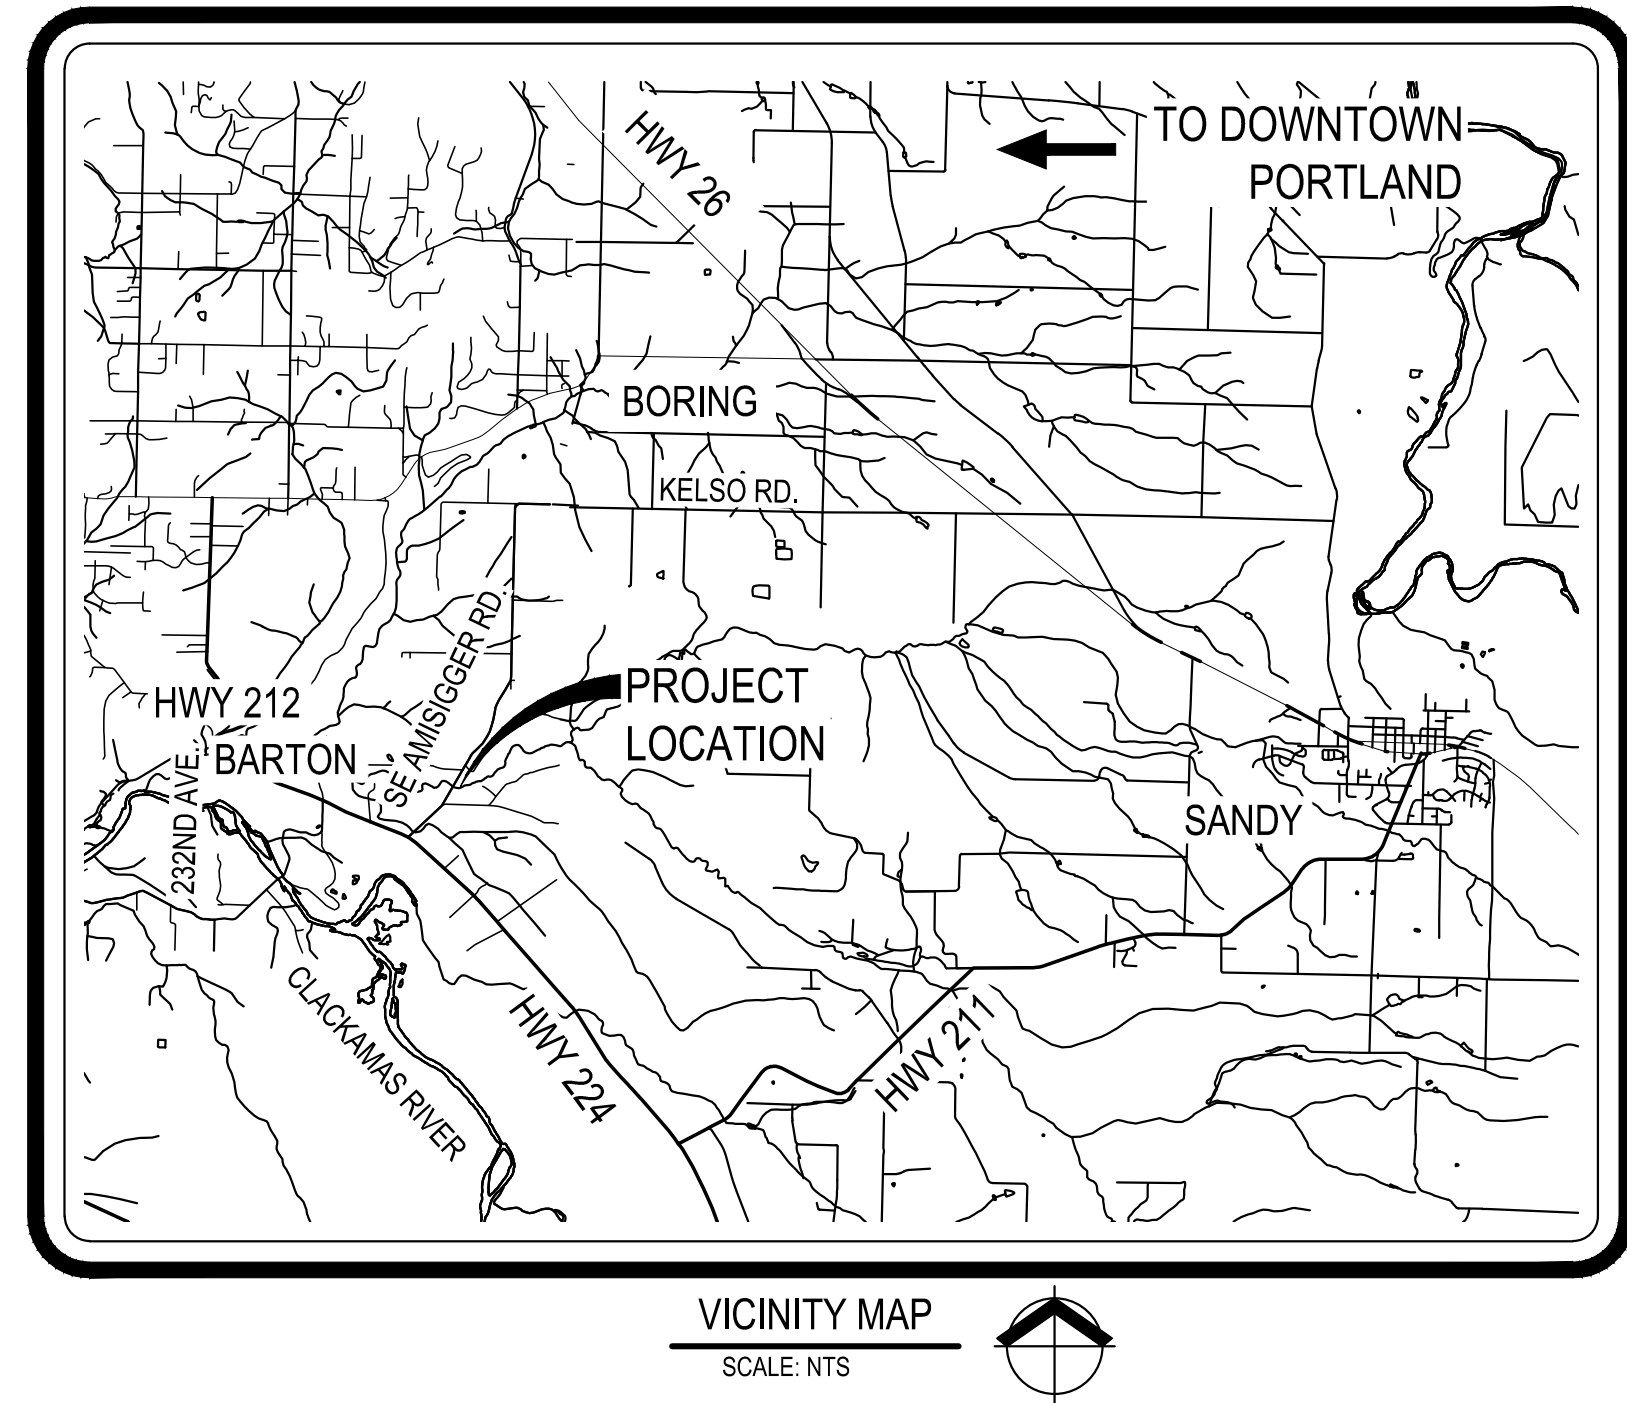 TO DOWNTOWN
PORTLAND
HWY 26
BORING
KELSO RD.
SE AMISIGGER RD.
PROJECT
LOCATION
HWY 212
BARTON
232ND AVE.
SANDY
CLACKAMAS RIVER
HWY 224
HWY 211
VICINITY MAP
SCALE: NTS